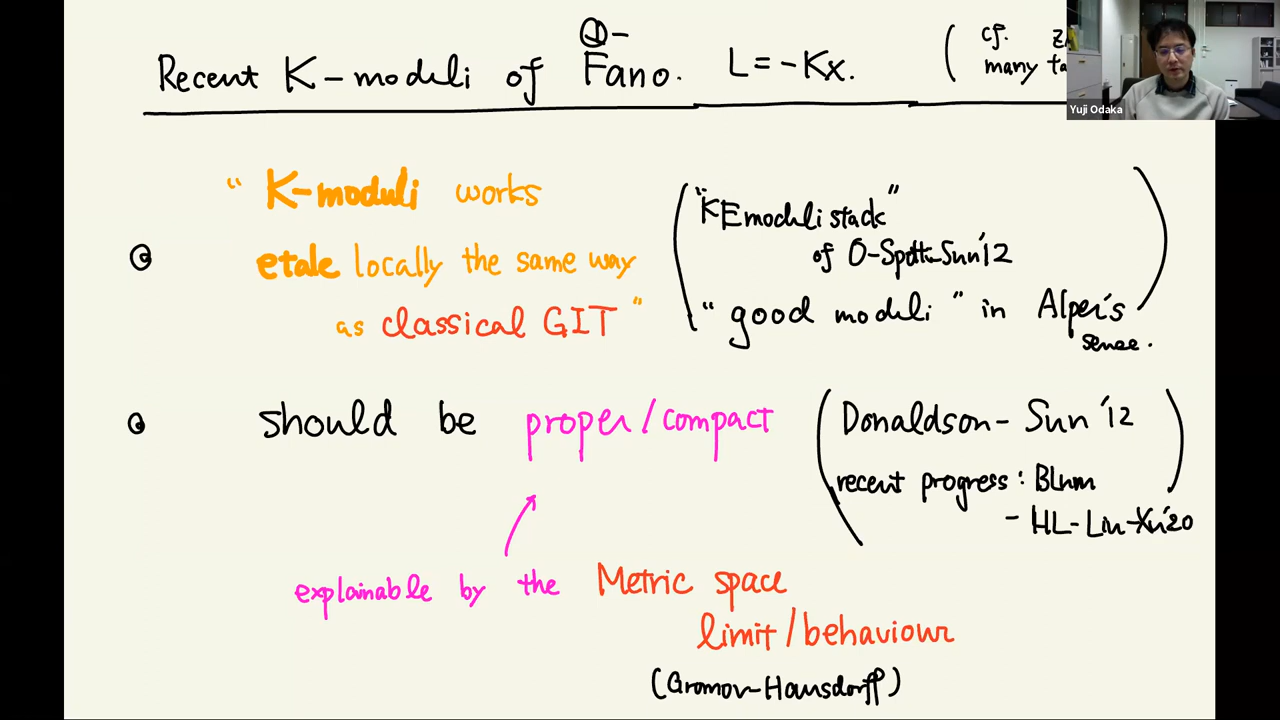 Recent K-moduli of Fano. L = -Kx.
Q-
(cf.
many
Yuji Odaka
" K-moduli works
etale locally the same way
as classical GIT "
"KE moduli stack"
of O-Spotti-Sun'12
" good moduli " in Alper's
sense.
should be proper/compact
(Donaldson-Sun '12)
recent progress : Blum
- HL-Liu-Xu'20
explainable by the Metric space
limit/behaviour
(Gromov-Hausdorff)